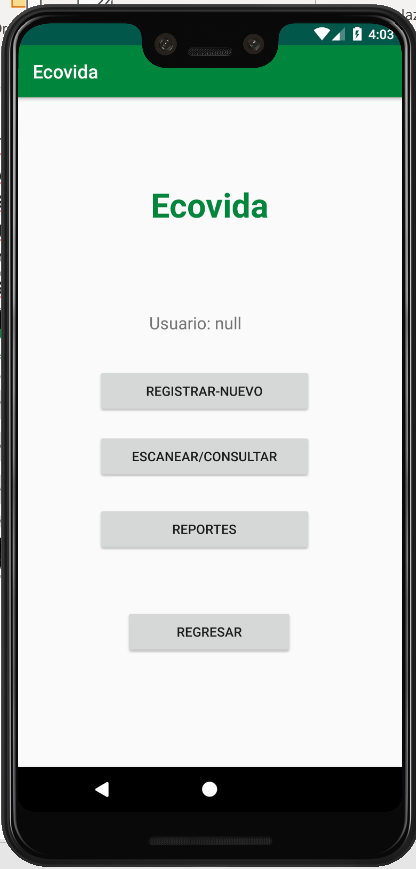 4:03
Ecovida
Ecovida
Usuario: null
REGISTRAR-NUEVO
ESCANEAR/CONSULTAR
REPORTES
REGRESAR